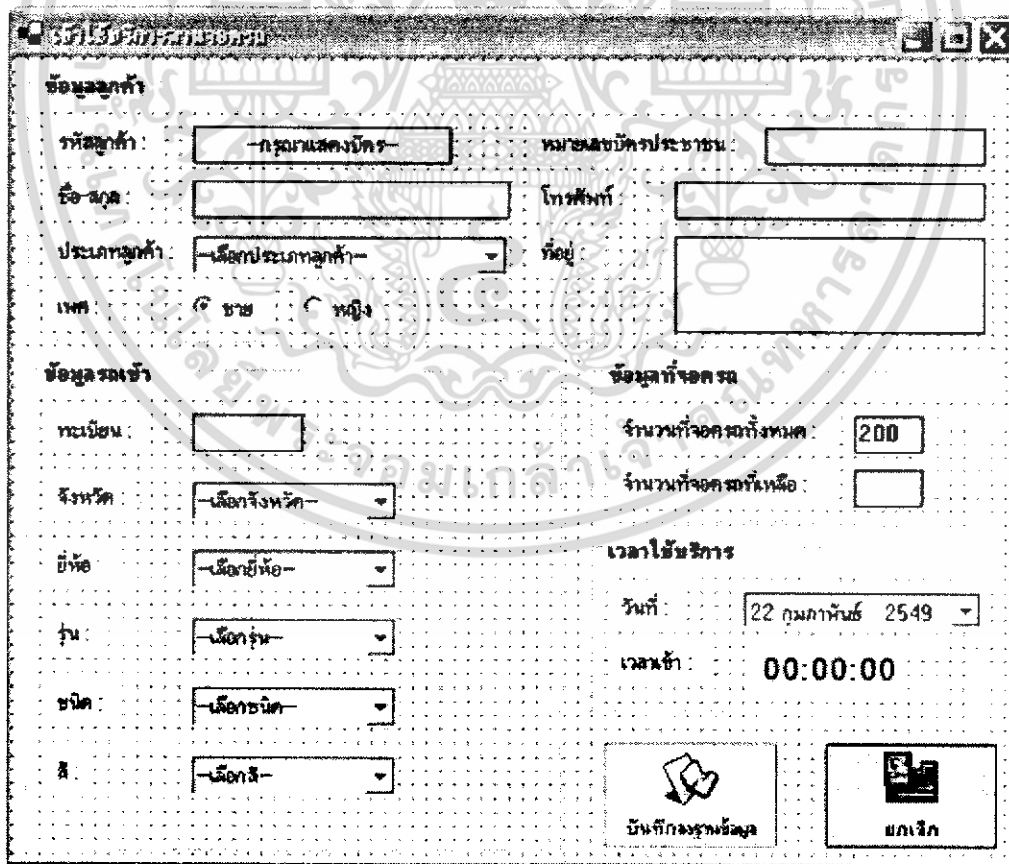 ข้อมูลลูกค้า
รหัสลูกค้า : --กรุณาแสดงบัตร-- หมายเลขบัตรประชาชน :
ชื่อ-สกุล : โทรศัพท์ :
ประเภทลูกค้า : --เลือกประเภทลูกค้า-- ที่อยู่ :
เพศ : ชาย หญิง
ข้อมูลรถเข้า ข้อมูลที่จอดรถ
ทะเบียน : จำนวนที่จอดรถทั้งหมด : 200
จังหวัด --เลือกจังหวัด-- จำนวนที่จอดรถที่เหลือ :
เวลาใช้บริการ
ยี่ห้อ --เลือกยี่ห้อ--
วันที่ : 22 กุมภาพันธ์ 2549
รุ่น : --เลือกรุ่น--
เวลาเข้า : 00:00:00
ชนิด : --เลือกชนิด--
สี : --เลือกสี--
บันทึกลงฐานข้อมูล ยกเลิก